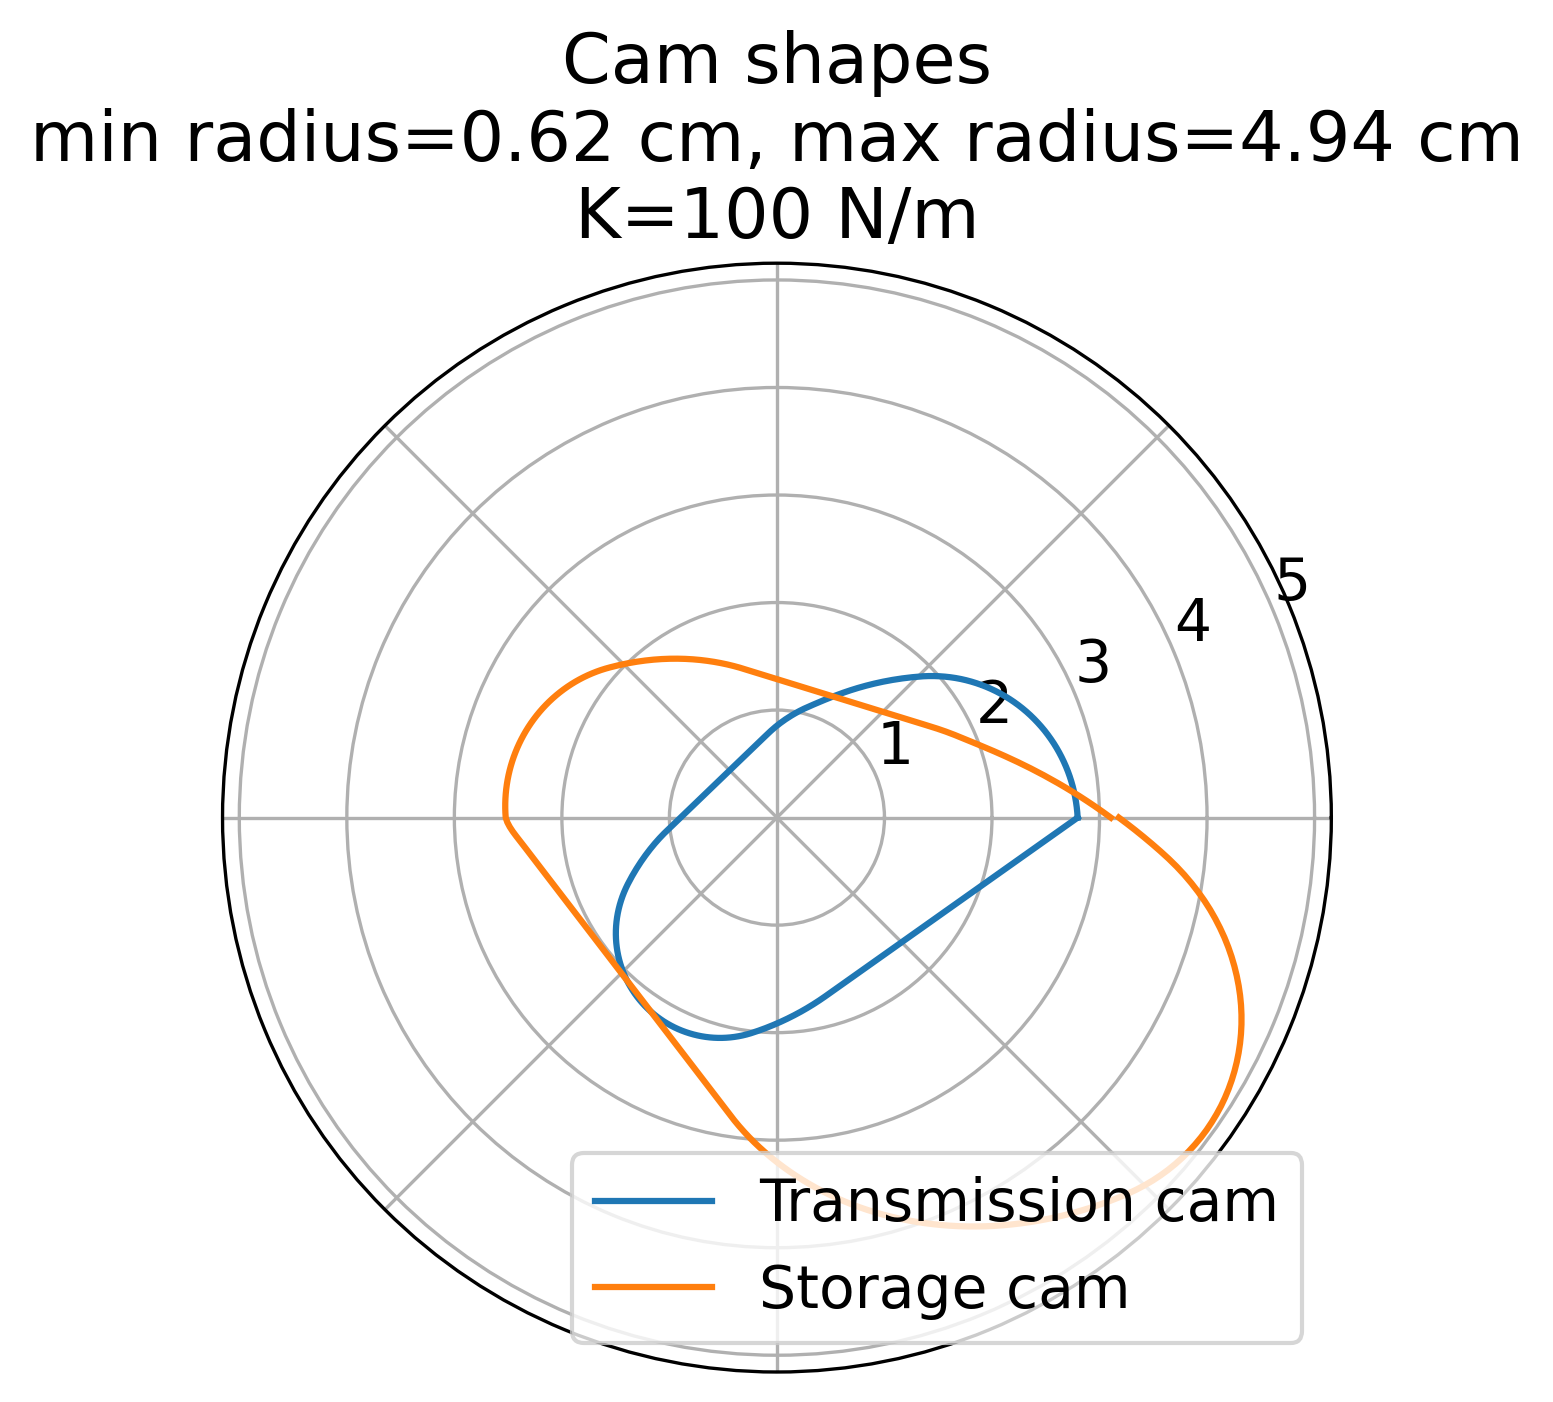 Cam shapes
min radius=0.62 cm, max radius=4.94 cm
K=100 N/m
5
4
3
2
1
Transmission cam
Storage cam